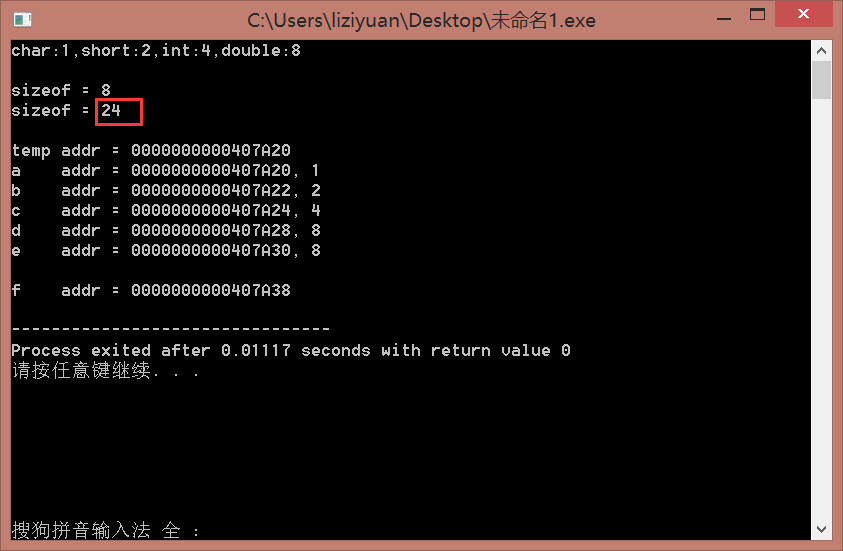 C:\Users\liziyuan\Desktop\未命名1.exe
char:1,short:2,int:4,double:8
sizeof = 8
sizeof = 24
temp addr = 0000000000407A20
a    addr = 0000000000407A20, 1
b    addr = 0000000000407A22, 2
c    addr = 0000000000407A24, 4
d    addr = 0000000000407A28, 8
e    addr = 0000000000407A30, 8
f    addr = 0000000000407A38
--------------------------------
Process exited after 0.01117 seconds with return value 0
请按任意键继续. . .
搜狗拼音输入法 全 :